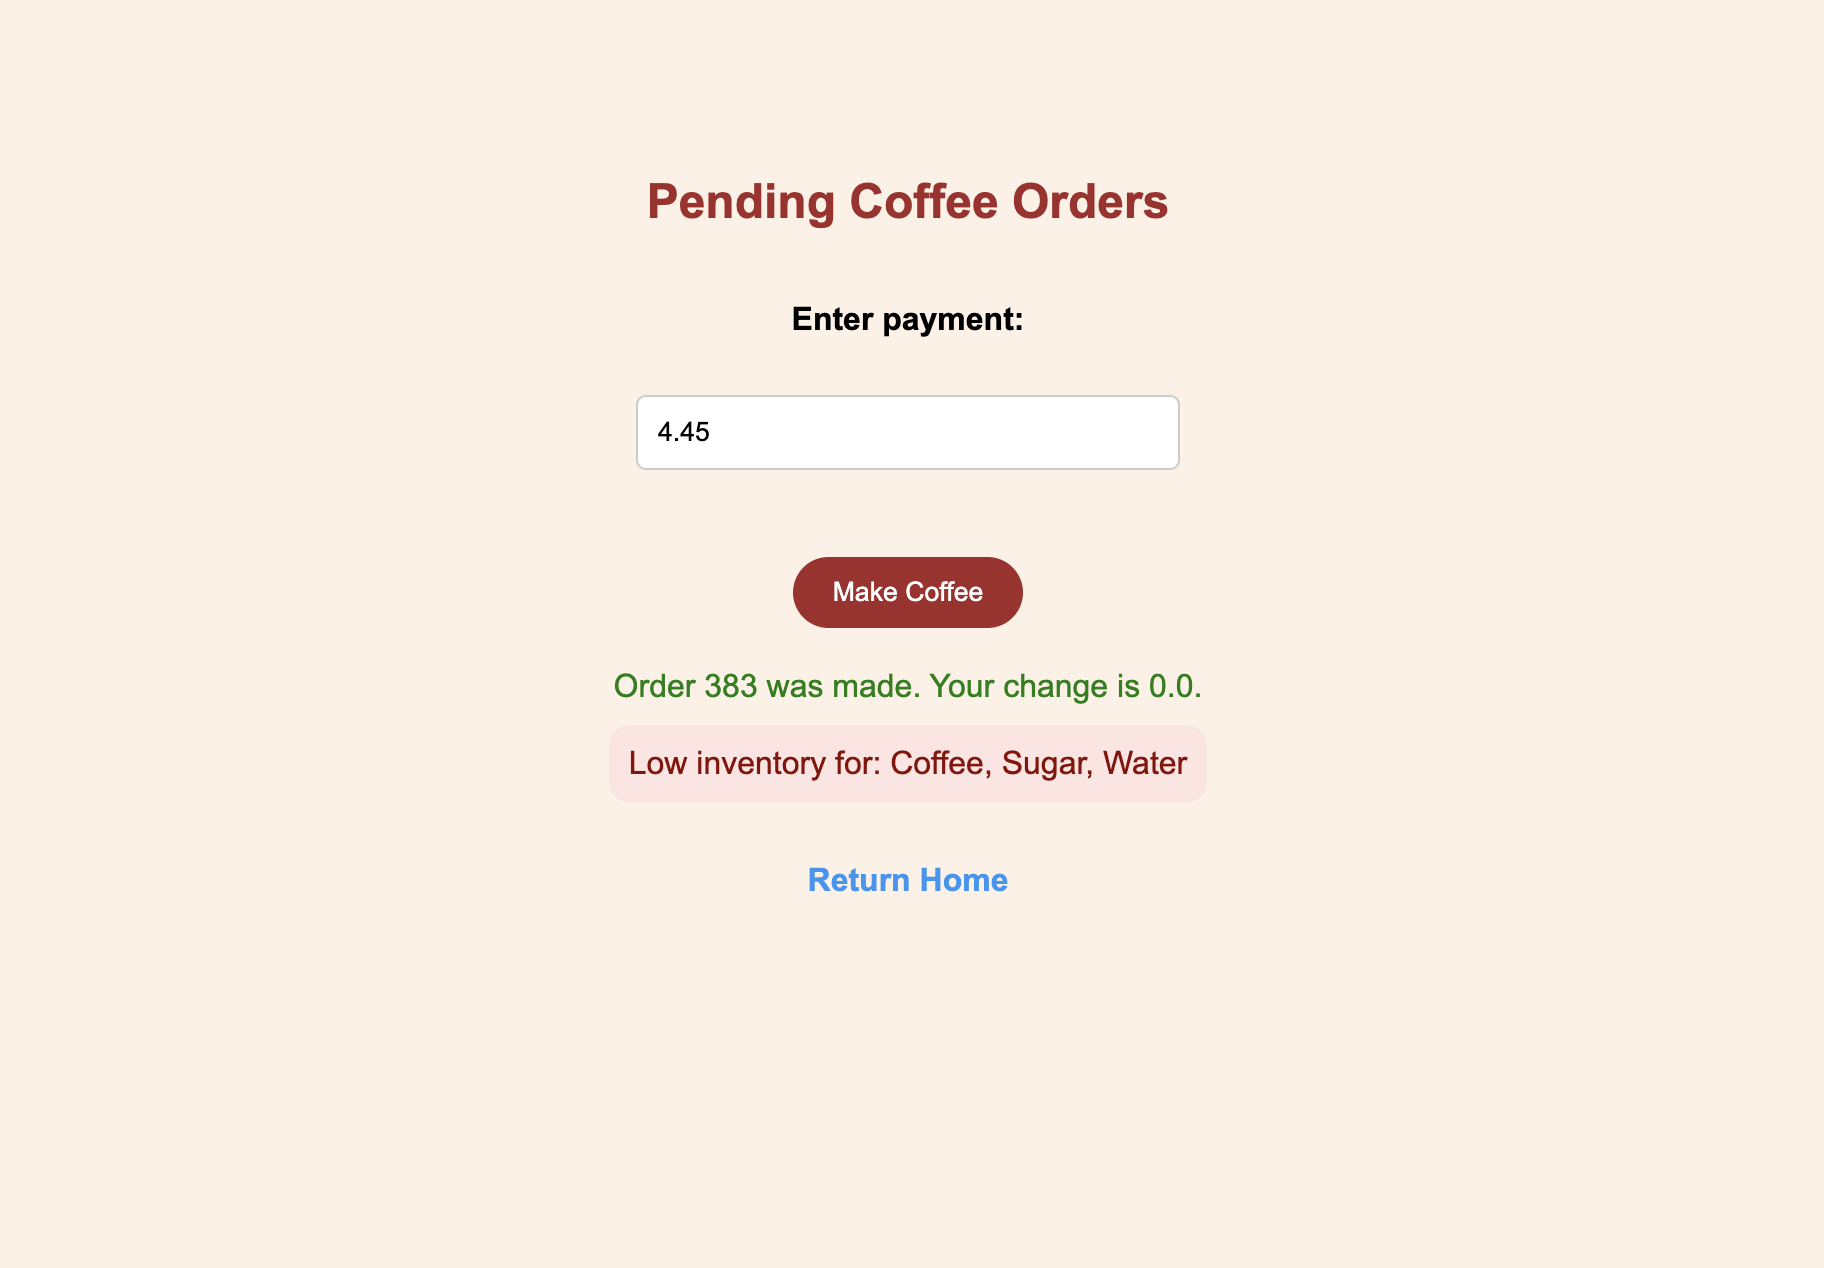 Pending Coffee Orders
Enter payment:
4.45
Make Coffee
Order 383 was made. Your change is 0.0.
Low inventory for: Coffee, Sugar, Water
Return Home